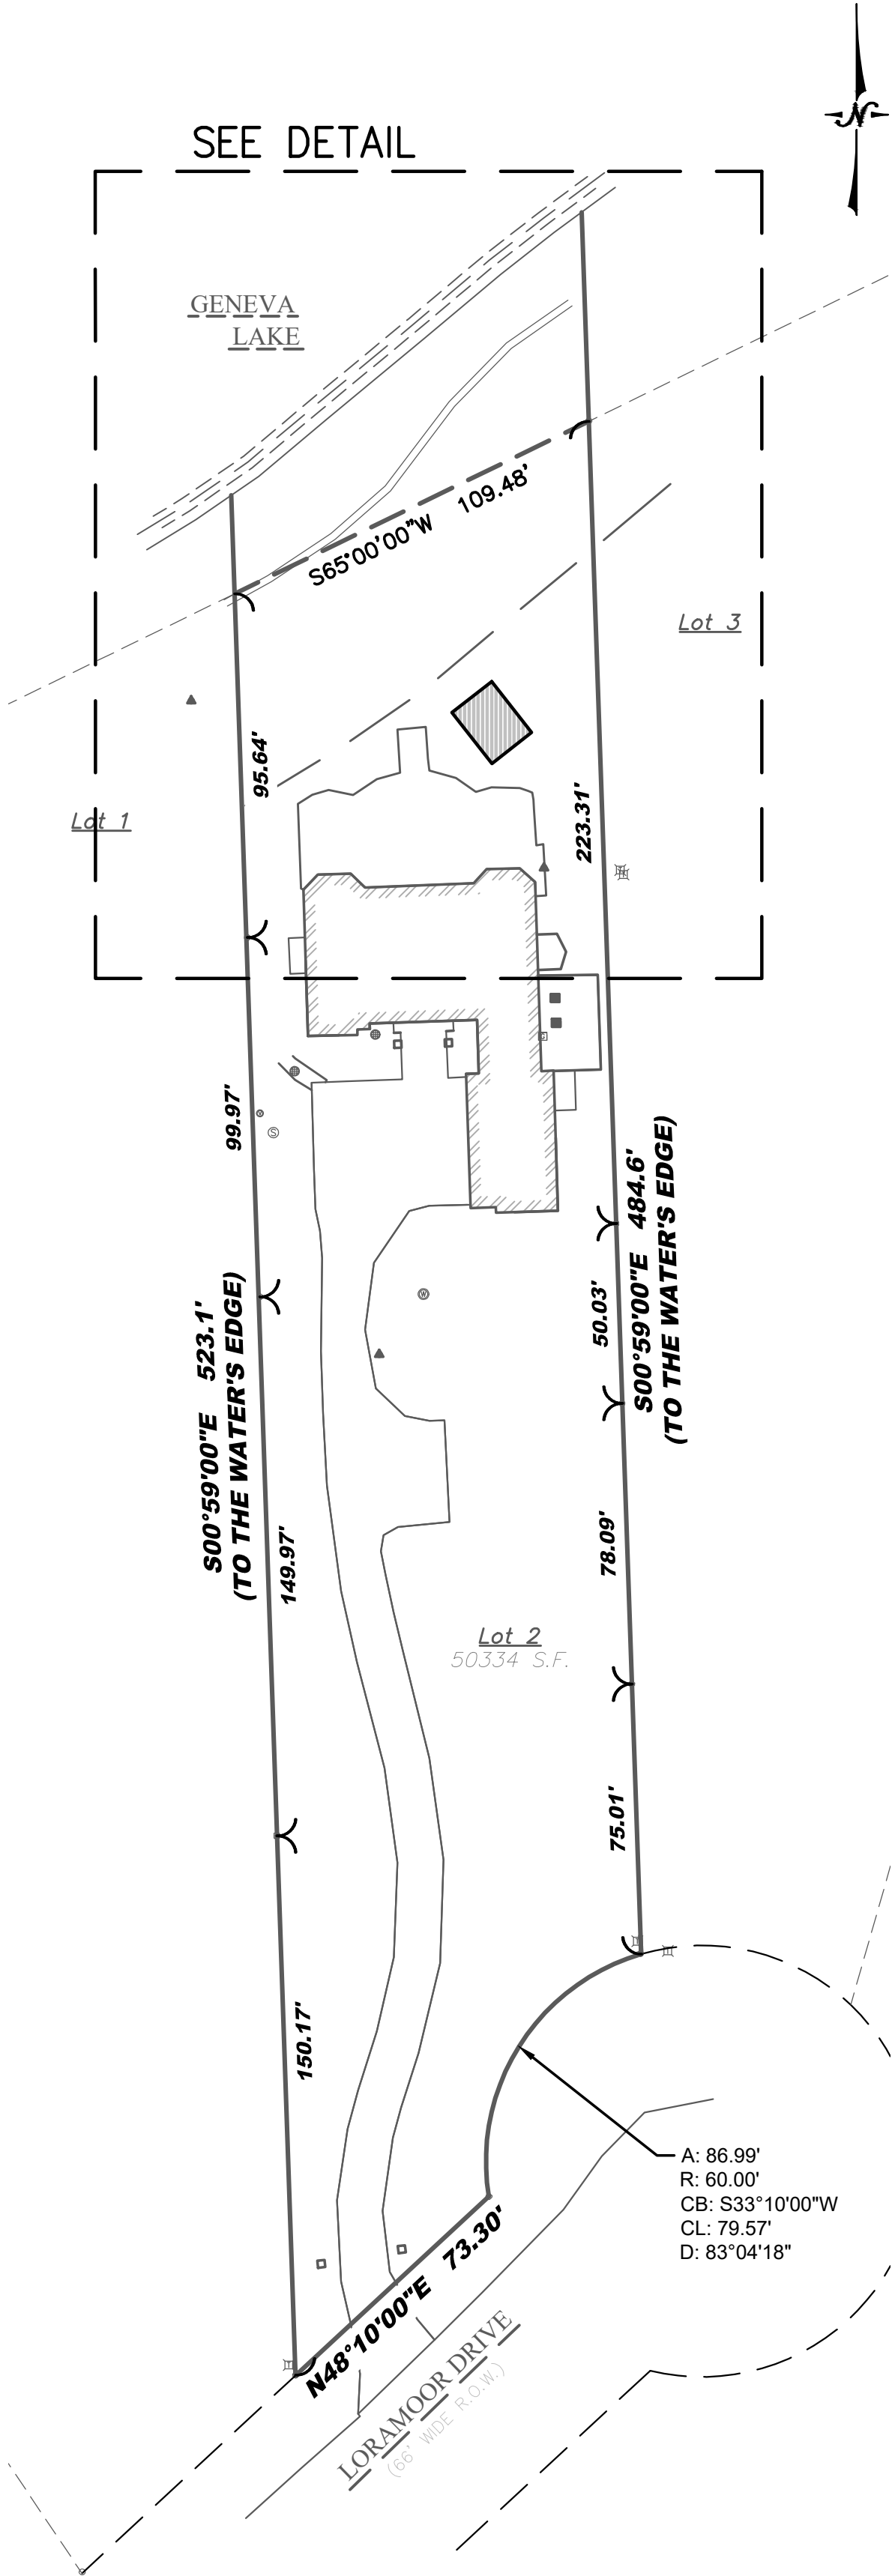 N
SEE DETAIL
GENEVA
LAKE
S65°00'00"W 109.48'
Lot 3
95.64'
223.31'
Lot 1
99.97'
S00°59'00"E 484.6'
(TO THE WATER'S EDGE)
50.03'
S00°59'00"E 523.1'
(TO THE WATER'S EDGE)
149.97'
78.09'
Lot 2
50334 S.F.
75.01'
150.17'
A: 86.99'
R: 60.00'
CB: S33°10'00"W
CL: 79.57'
D: 83°04'18"
N48°10'00"E 73.30'
LORAMOOR DRIVE
(66' WIDE R.O.W.)
G
S
W